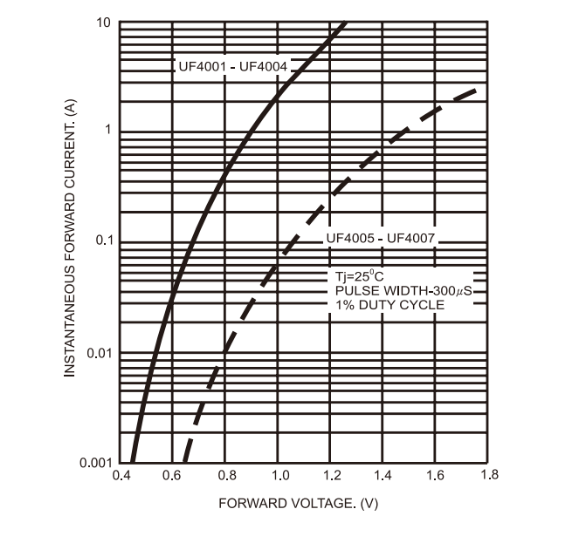 10
UF4001 - UF4004
1
INSTANTANEOUS FORWARD CURRENT. (A)
0.1
UF4005 - UF4007
Tj=25⁰C
PULSE WIDTH-300μS
1% DUTY CYCLE
0.01
0.001
0.4 0.6 0.8 1.0 1.2 1.4 1.6 1.8
FORWARD VOLTAGE. (V)